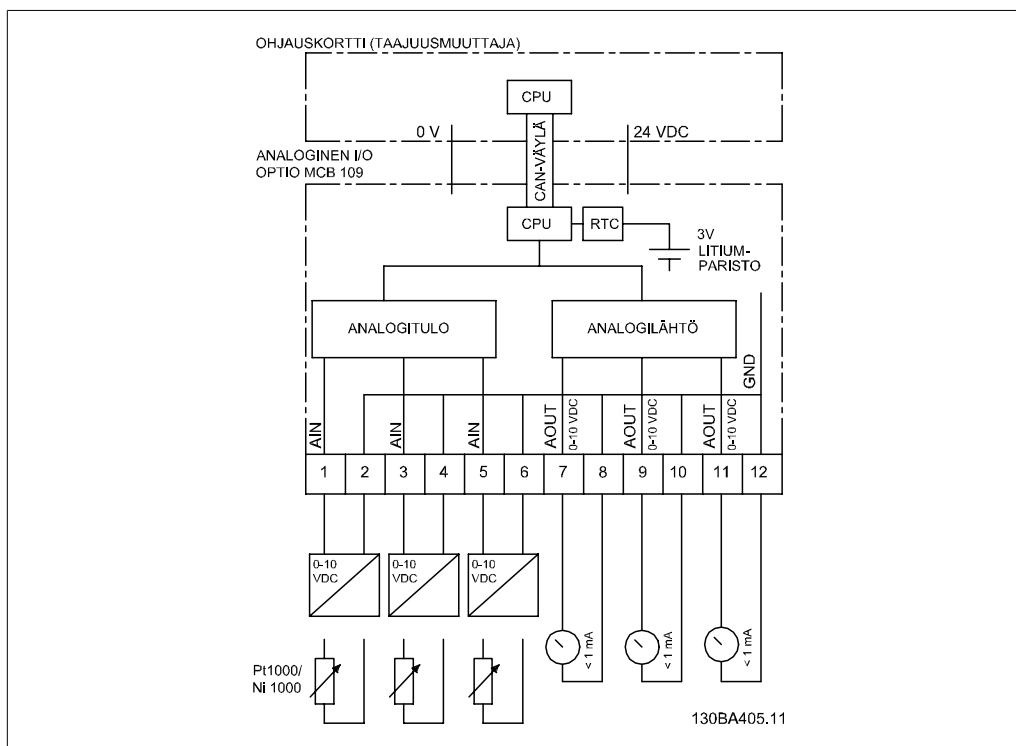 OHJAUSKORTTI (TAAJUUSMUUTTAJA)
CPU
0 V
CAN-VÄYLÄ
24 VDC
ANALOGINEN I/O
OPTIO MCB 109
CPU
RTC
3V
LITIUM-
PARISTO
ANALOGITULO
ANALOGILÄHTÖ
GND
AIN
AIN
AIN
AOUT
0-10 VDC
AOUT
0-10 VDC
AOUT
0-10 VDC
1 2 3 4 5 6 7 8 9 10 11 12
0-10
VDC
0-10
VDC
0-10
VDC
< 1 mA
< 1 mA
< 1 mA
Pt1000/
Ni 1000
130BA405.11